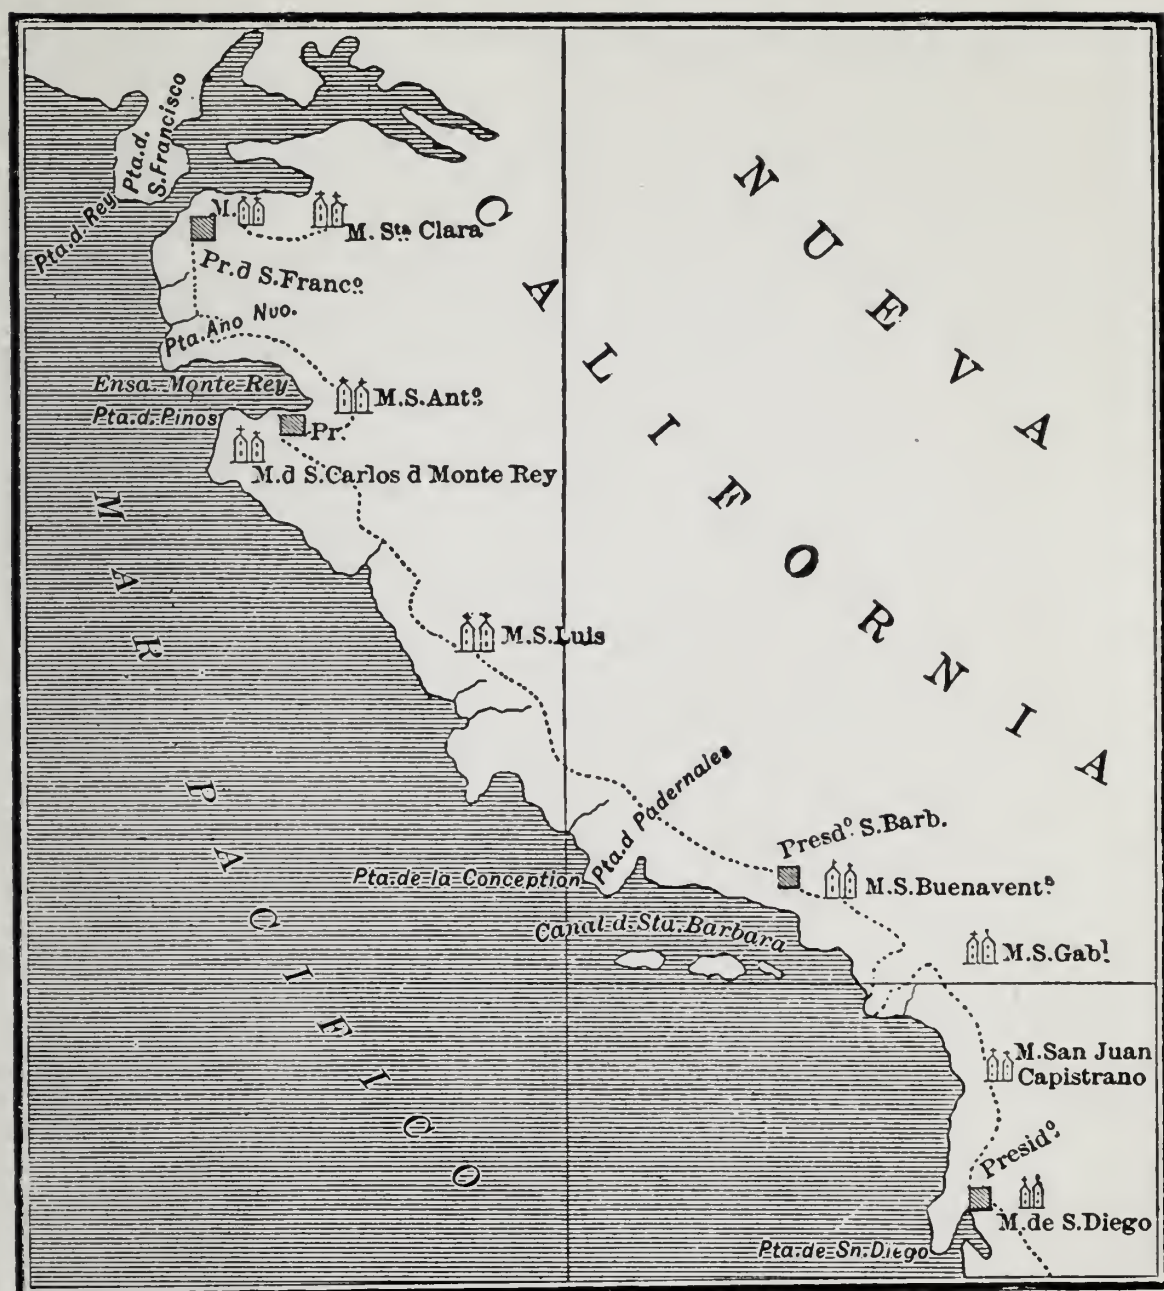 Pta. d.
S. Francisco
Pta. d. Rey
M.
M. Sta Clara
Pr. đ S. Franco.
Pta. Ano Nuo.
Ensa. Monte Rey
M. S. Anto.
Pta. d. Pinos
Pr.
M. d S. Carlos đ Monte Rey
NUEVA
CALIFORNIA
MAR PACIFICO
M. S. Luis
Pta. d Padernales
Presdo. S. Barb.
Pta. de la Conception
M. S. Buenavent.a
Canal d. Sta. Barbara
M. S. Gabl
M. San Juan
Capistrano
Presido.
M. de S. Diego
Pta. de Sn. Diego